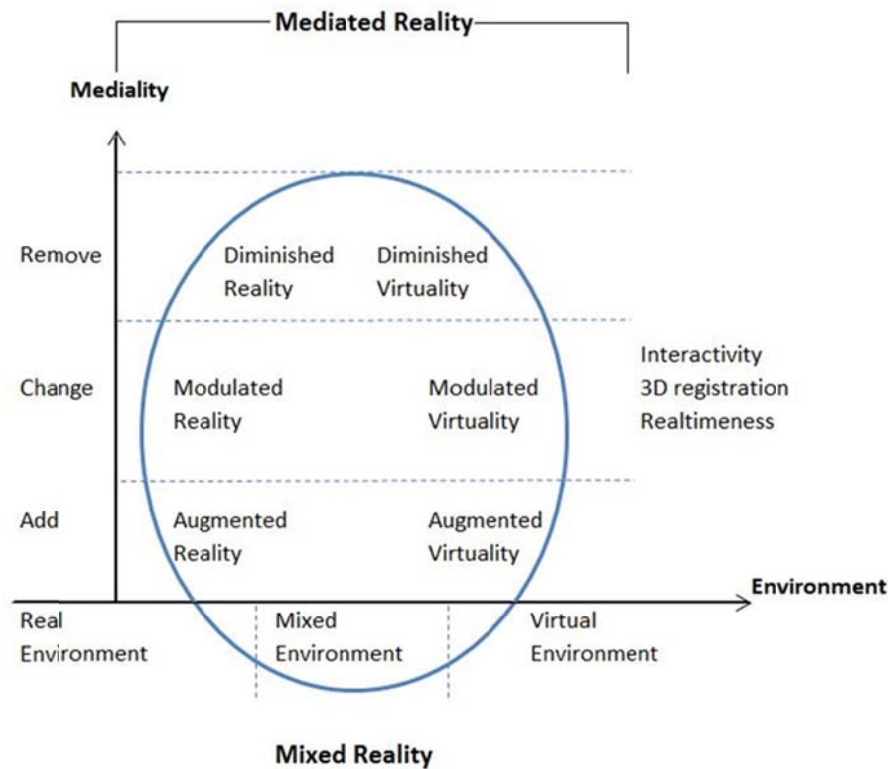 Mediated Reality
Mediality
Remove
Diminished
Reality
Diminished
Virtuality
Change
Modulated
Reality
Modulated
Virtuality
Interactivity
3D registration
Realtimeness
Add
Augmented
Reality
Augmented
Virtuality
Environment
Real
Environment
Mixed
Environment
Virtual
Environment
Mixed Reality